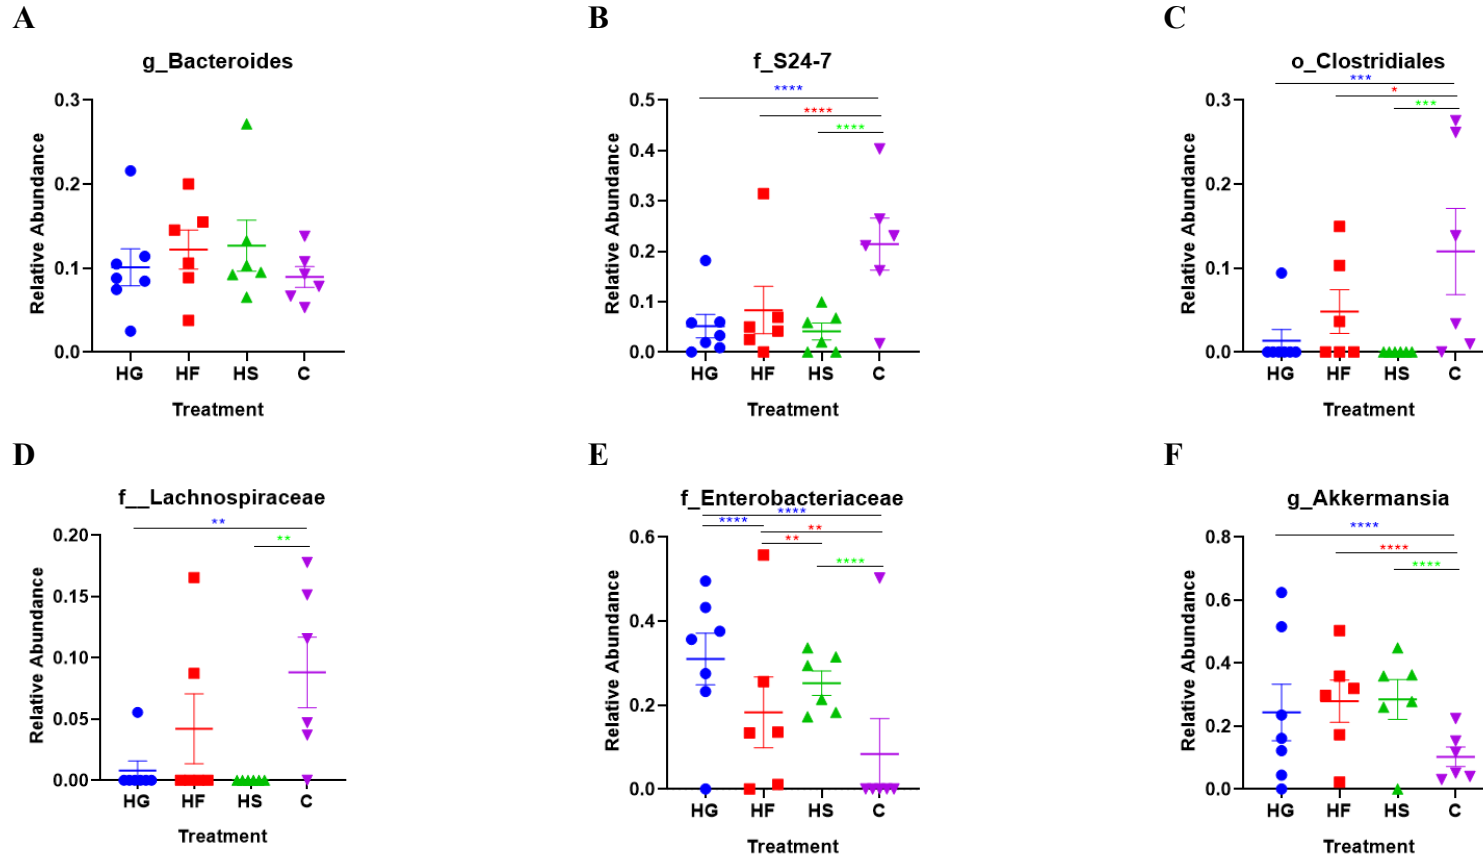 A
g_Bacteroides
Relative Abundance
0.3
0.2
0.1
0.0
HG HF HS C
Treatment
B
f_S24-7
****
****
****
Relative Abundance
0.5
0.4
0.3
0.2
0.1
0.0
HG HF HS C
Treatment
C
o_Clostridiales
***
*
***
Relative Abundance
0.3
0.2
0.1
0.0
HG HF HS C
Treatment
D
f__Lachnospiraceae
**
**
Relative Abundance
0.20
0.15
0.10
0.05
0.00
HG HF HS C
Treatment
E
f_Enterobacteriaceae
****
****
**
**
****
Relative Abundance
0.6
0.4
0.2
0.0
HG HF HS C
Treatment
F
g_Akkermansia
****
****
****
Relative Abundance
0.8
0.6
0.4
0.2
0.0
HG HF HS C
Treatment